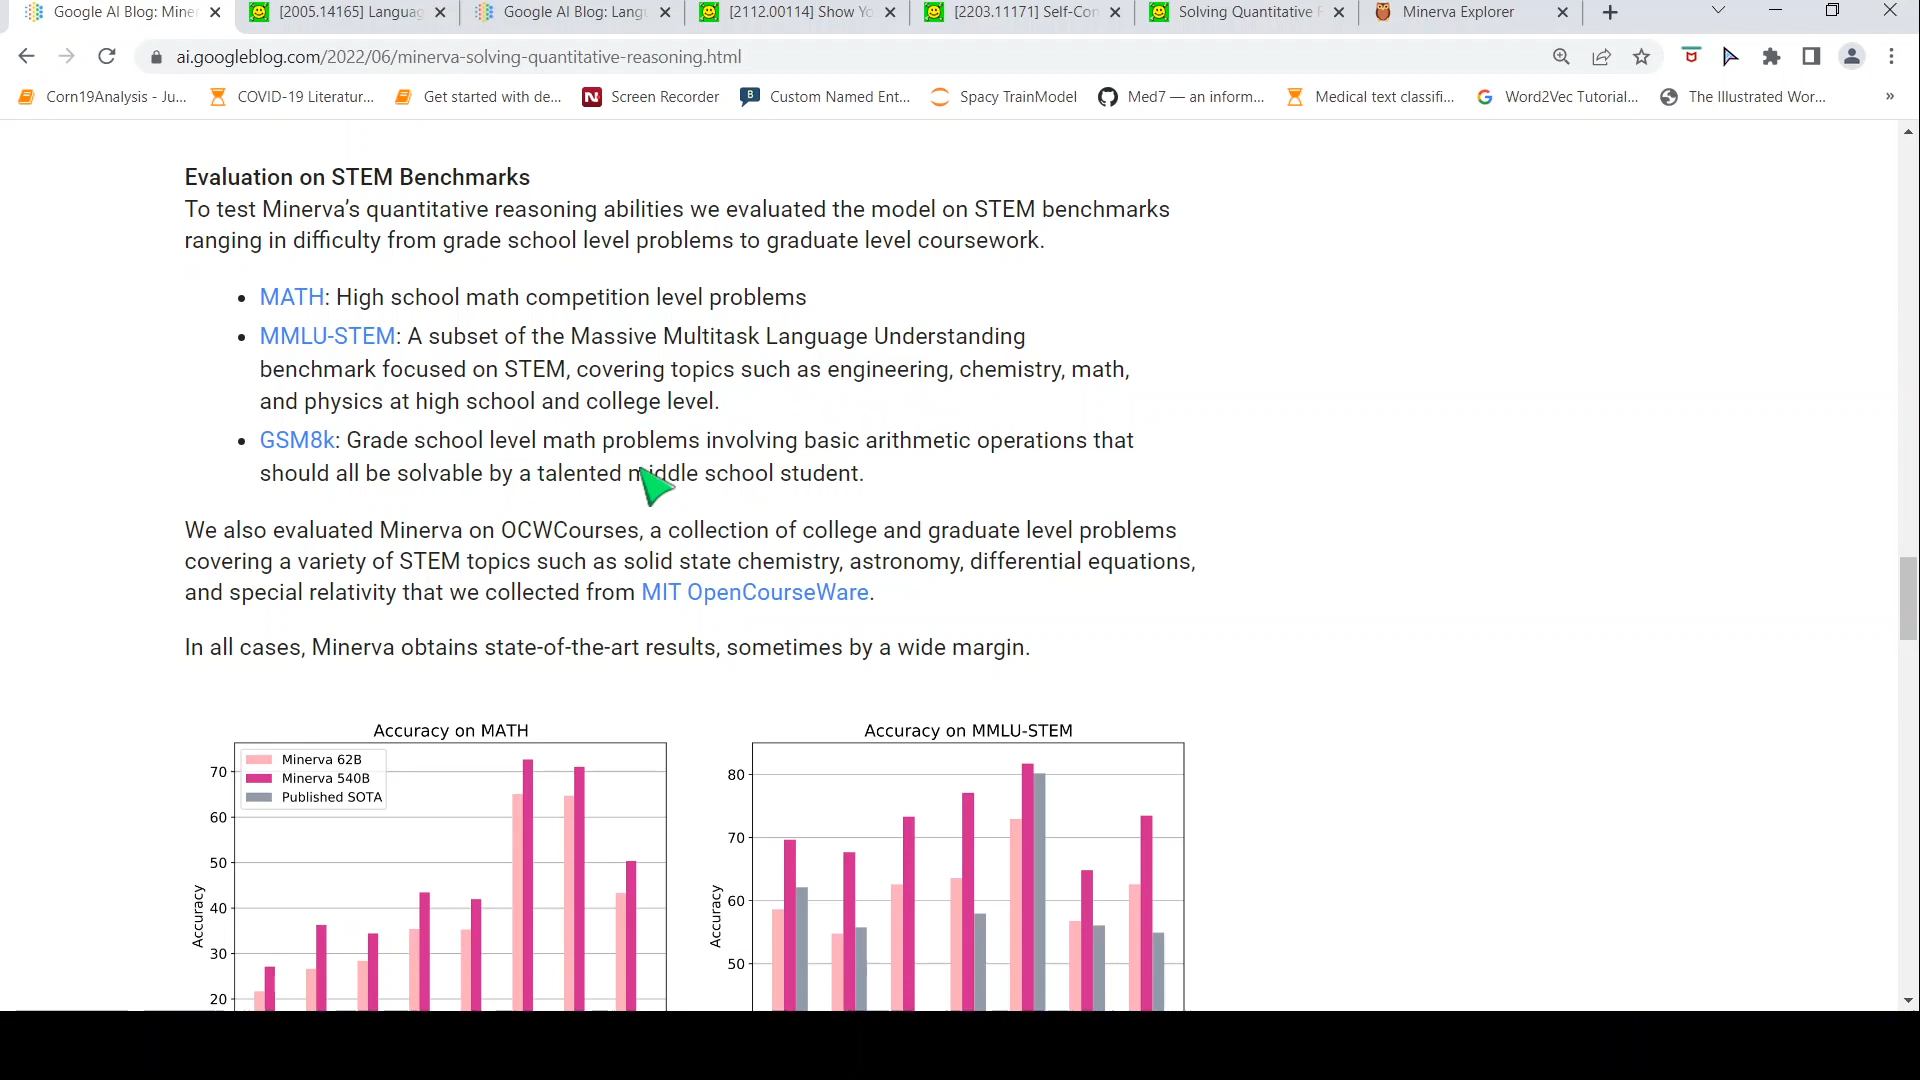 Google AI Blog: Miner
[2005.14165] Languag
Google AI Blog: Lang
[2112.00114] Show Yo
[2203.11171] Self-Con
Solving Quantitative R
Minerva Explorer
ai.googleblog.com/2022/06/minerva-solving-quantitative-reasoning.html
Corn19Analysis - Ju...
COVID-19 Literatur...
Get started with de...
Screen Recorder
Custom Named Ent...
Spacy TrainModel
Med7 — an inform...
Medical text classifi...
Word2Vec Tutorial...
The Illustrated Wor...
»
Evaluation on STEM Benchmarks
To test Minerva’s quantitative reasoning abilities we evaluated the model on STEM benchmarks
ranging in difficulty from grade school level problems to graduate level coursework.
• MATH: High school math competition level problems
• MMLU-STEM: A subset of the Massive Multitask Language Understanding
benchmark focused on STEM, covering topics such as engineering, chemistry, math,
and physics at high school and college level.
• GSM8k: Grade school level math problems involving basic arithmetic operations that
should all be solvable by a talented middle school student.
We also evaluated Minerva on OCWCourses, a collection of college and graduate level problems
covering a variety of STEM topics such as solid state chemistry, astronomy, differential equations,
and special relativity that we collected from MIT OpenCourseWare.
In all cases, Minerva obtains state-of-the-art results, sometimes by a wide margin.
Accuracy on MATH
Minerva 62B
Minerva 540B
Published SOTA
70
60
50
40
30
20
Accuracy
Accuracy on MMLU-STEM
80
70
60
50
Accuracy